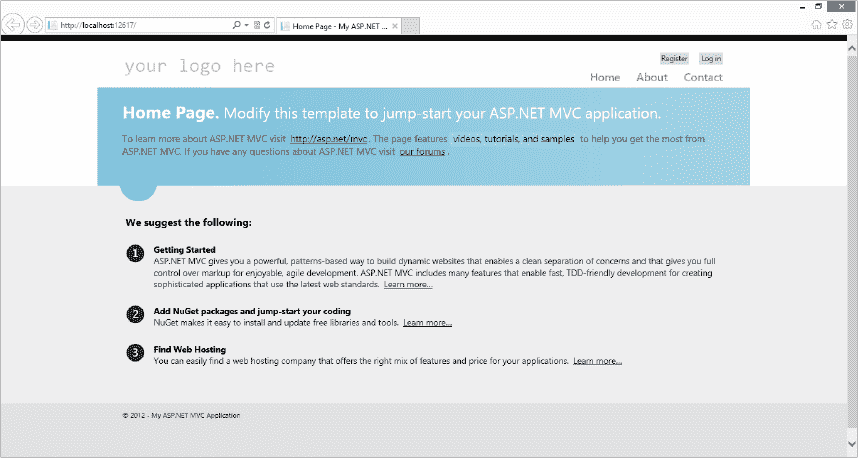 http://localhost:12617/
Home Page - My ASP.NET ...
your logo here
Register Log in
Home About Contact
Home Page. Modify this template to jump-start your ASP.NET MVC application.
To learn more about ASP.NET MVC visit http://asp.net/mvc. The page features videos, tutorials, and samples to help you get the most from
ASP.NET MVC. If you have any questions about ASP.NET MVC visit our forums.
We suggest the following:
1 Getting Started
ASP.NET MVC gives you a powerful, patterns-based way to build dynamic websites that enables a clean separation of concerns and that gives you full
control over markup for enjoyable, agile development. ASP.NET MVC includes many features that enable fast, TDD-friendly development for creating
sophisticated applications that use the latest web standards. Learn more...
2 Add NuGet packages and jump-start your coding
NuGet makes it easy to install and update free libraries and tools. Learn more...
3 Find Web Hosting
You can easily find a web hosting company that offers the right mix of features and price for your applications. Learn more...
© 2012 - My ASP.NET MVC Application